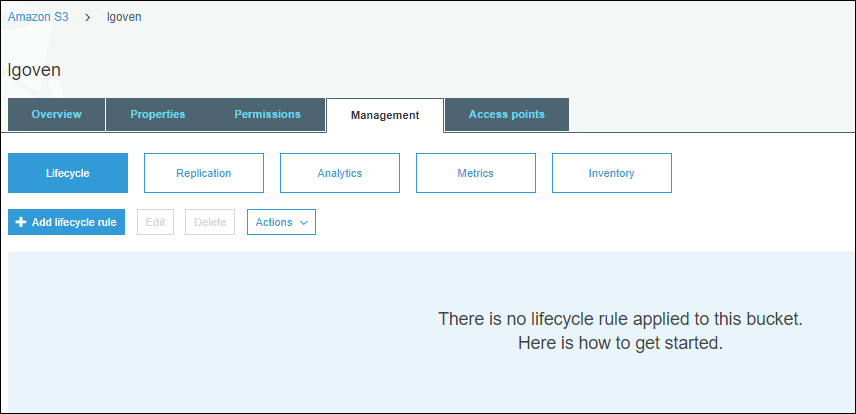 Amazon S3 > lgoven
lgoven
Overview Properties Permissions Management Access points
Lifecycle Replication Analytics Metrics Inventory
+ Add lifecycle rule Edit Delete Actions
There is no lifecycle rule applied to this bucket.
Here is how to get started.